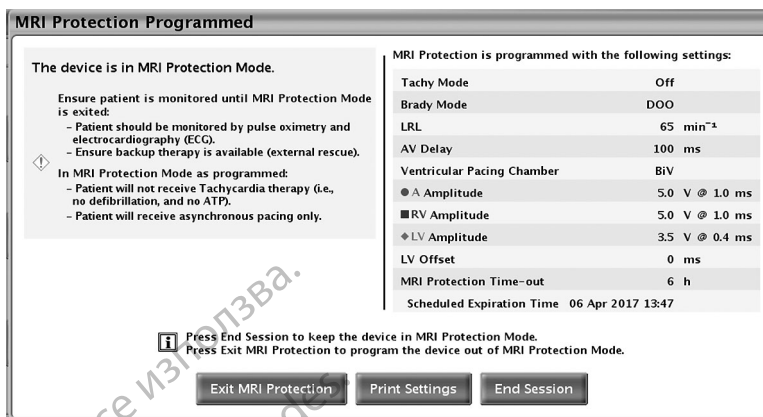 MRI Protection Programmed
The device is in MRI Protection Mode.
Ensure patient is monitored until MRI Protection Mode
is exited:
– Patient should be monitored by pulse oximetry and
electrocardiography (ECG).
– Ensure backup therapy is available (external rescue).
In MRI Protection Mode as programmed:
– Patient will not receive Tachycardia therapy (i.e.,
no defibrillation, and no ATP).
– Patient will receive asynchronous pacing only.
MRI Protection is programmed with the following settings:
Tachy Mode Off
Brady Mode DOO
LRL 65 min⁻¹
AV Delay 100 ms
Ventricular Pacing Chamber BiV
A Amplitude 5.0 V @ 1.0 ms
RV Amplitude 5.0 V @ 1.0 ms
LV Amplitude 3.5 V @ 0.4 ms
LV Offset 0 ms
MRI Protection Time-out 6 h
Scheduled Expiration Time 06 Apr 2017 13:47
Press End Session to keep the device in MRI Protection Mode.
Press Exit MRI Protection to program the device out of MRI Protection Mode.
Exit MRI Protection Print Settings End Session